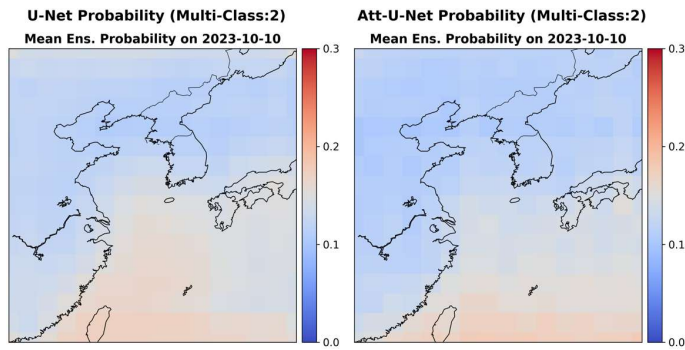 U-Net Probability (Multi-Class:2)
Mean Ens. Probability on 2023-10-10
0.3
0.2
0.1
0.0
Att-U-Net Probability (Multi-Class:2)
Mean Ens. Probability on 2023-10-10
0.3
0.2
0.1
0.0